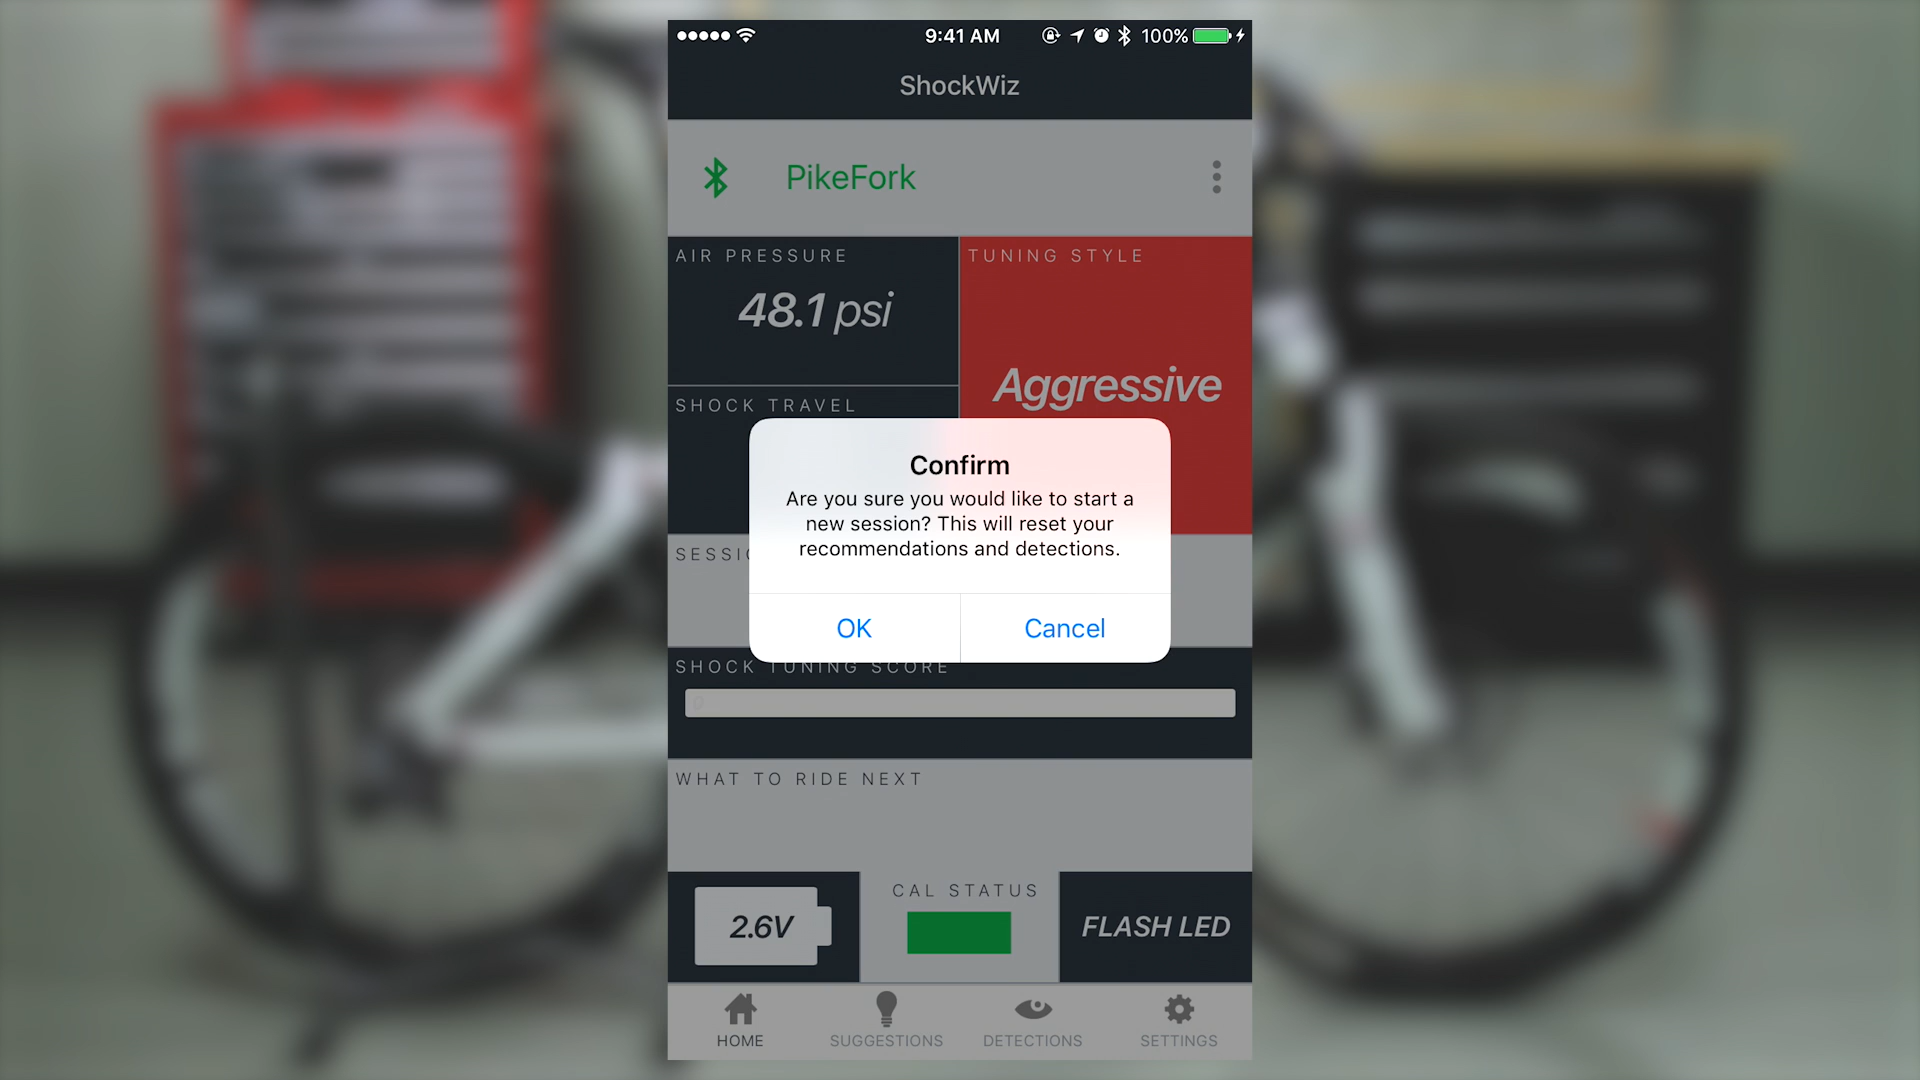 9:41 AM
100%
ShockWiz
PikeFork
AIR PRESSURE
48.1 psi
TUNING STYLE
Aggressive
SHOCK TRAVEL
Confirm
Are you sure you would like to start a
new session? This will reset your
recommendations and detections.
OK
Cancel
SHOCK TUNING SCORE
WHAT TO RIDE NEXT
2.6V
CAL STATUS
FLASH LED
HOME
SUGGESTIONS
DETECTIONS
SETTINGS